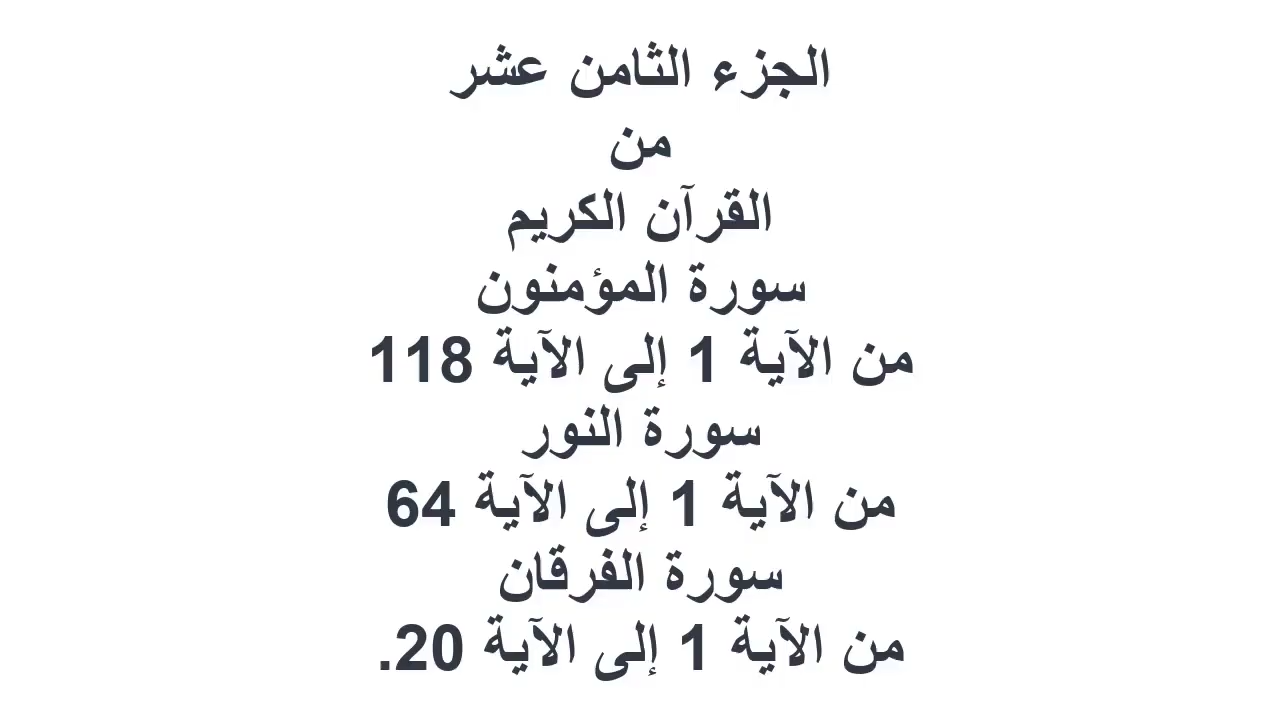 الجزء الثامن عشر
من
القرآن الكريم
سورة المؤمنون
من الآية 1 إلى الآية 118
سورة النور
من الآية 1 إلى الآية 64
سورة الفرقان
من الآية 1 إلى الآية 20.